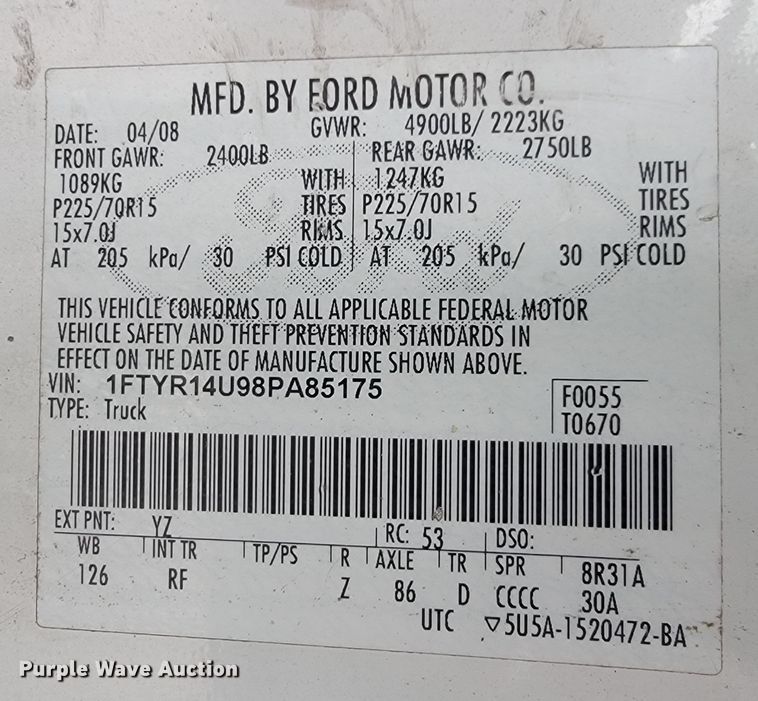 MFD. BY FORD MOTOR CO.
DATE: 04/08 GVWR: 4900LB/ 2223KG
FRONT GAWR: 2400LB REAR GAWR: 2750LB
1089KG WITH 1247KG WITH
P225/70R15 TIRES P225/70R15 TIRES
15x7.0J RIMS 15x7.0J RIMS
AT 205 kPa/ 30 PSI COLD AT 205 kPa/ 30 PSI COLD
THIS VEHICLE CONFORMS TO ALL APPLICABLE FEDERAL MOTOR
VEHICLE SAFETY AND THEFT PREVENTION STANDARDS IN
EFFECT ON THE DATE OF MANUFACTURE SHOWN ABOVE.
VIN: 1FTYR14U98PA85175 F0055
TYPE: Truck T0670
EXT PNT: YZ RC: 53 DSO:
WB INT TR TP/PS R AXLE TR SPR 8R31A
126 RF Z 86 D CCCC 30A
UTC ▽5U5A-1520472-BA
Purple Wave Auction